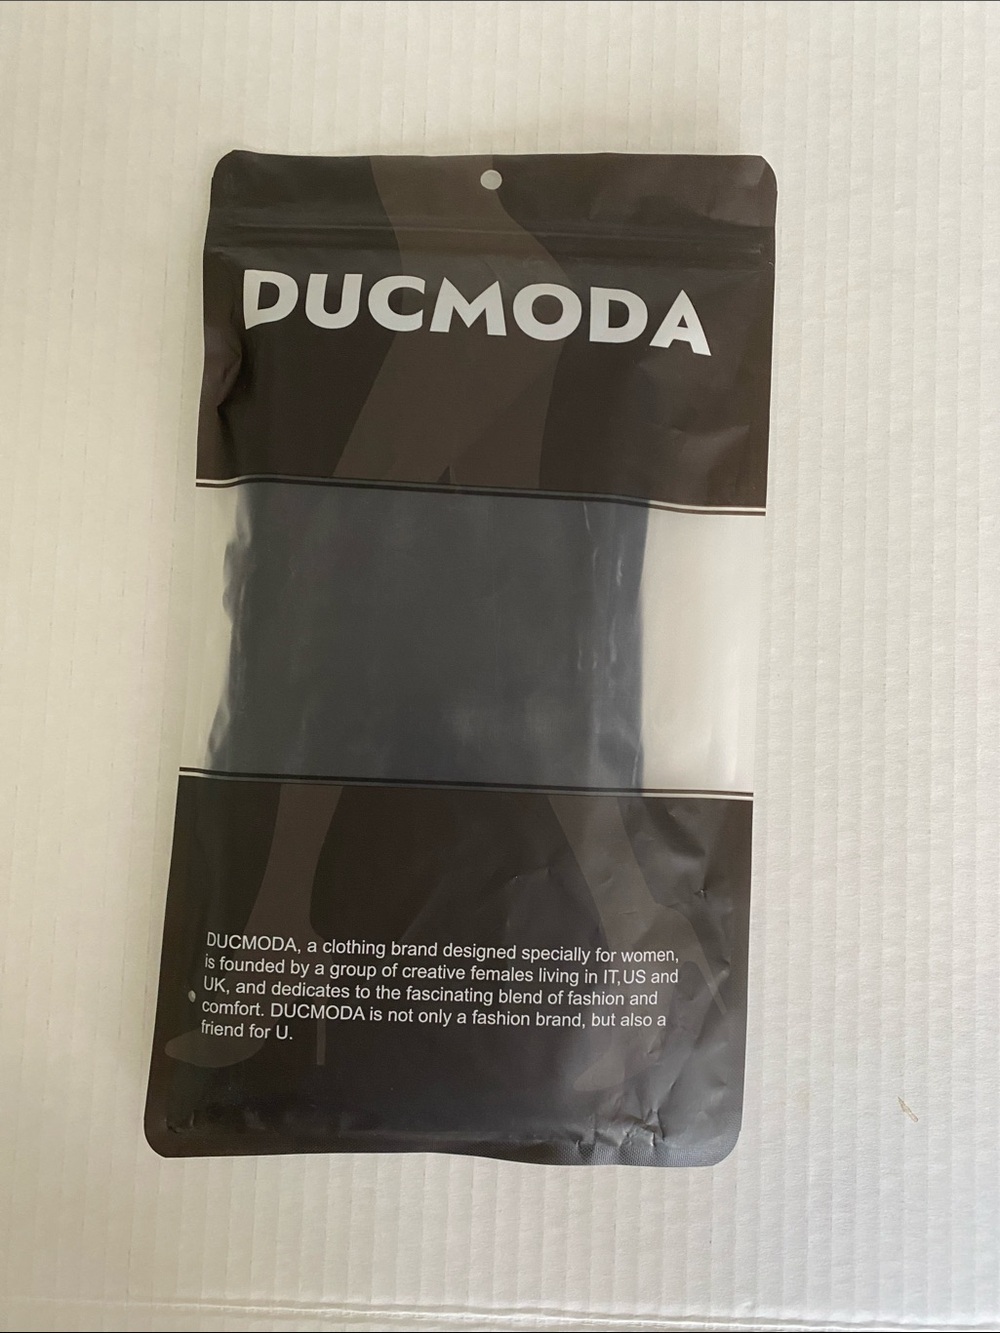 DUCMODA
DUCMODA, a clothing brand designed specially for women,
is founded by a group of creative females living in IT,US and
UK, and dedicates to the fascinating blend of fashion and
comfort. DUCMODA is not only a fashion brand, but also a
friend for U.